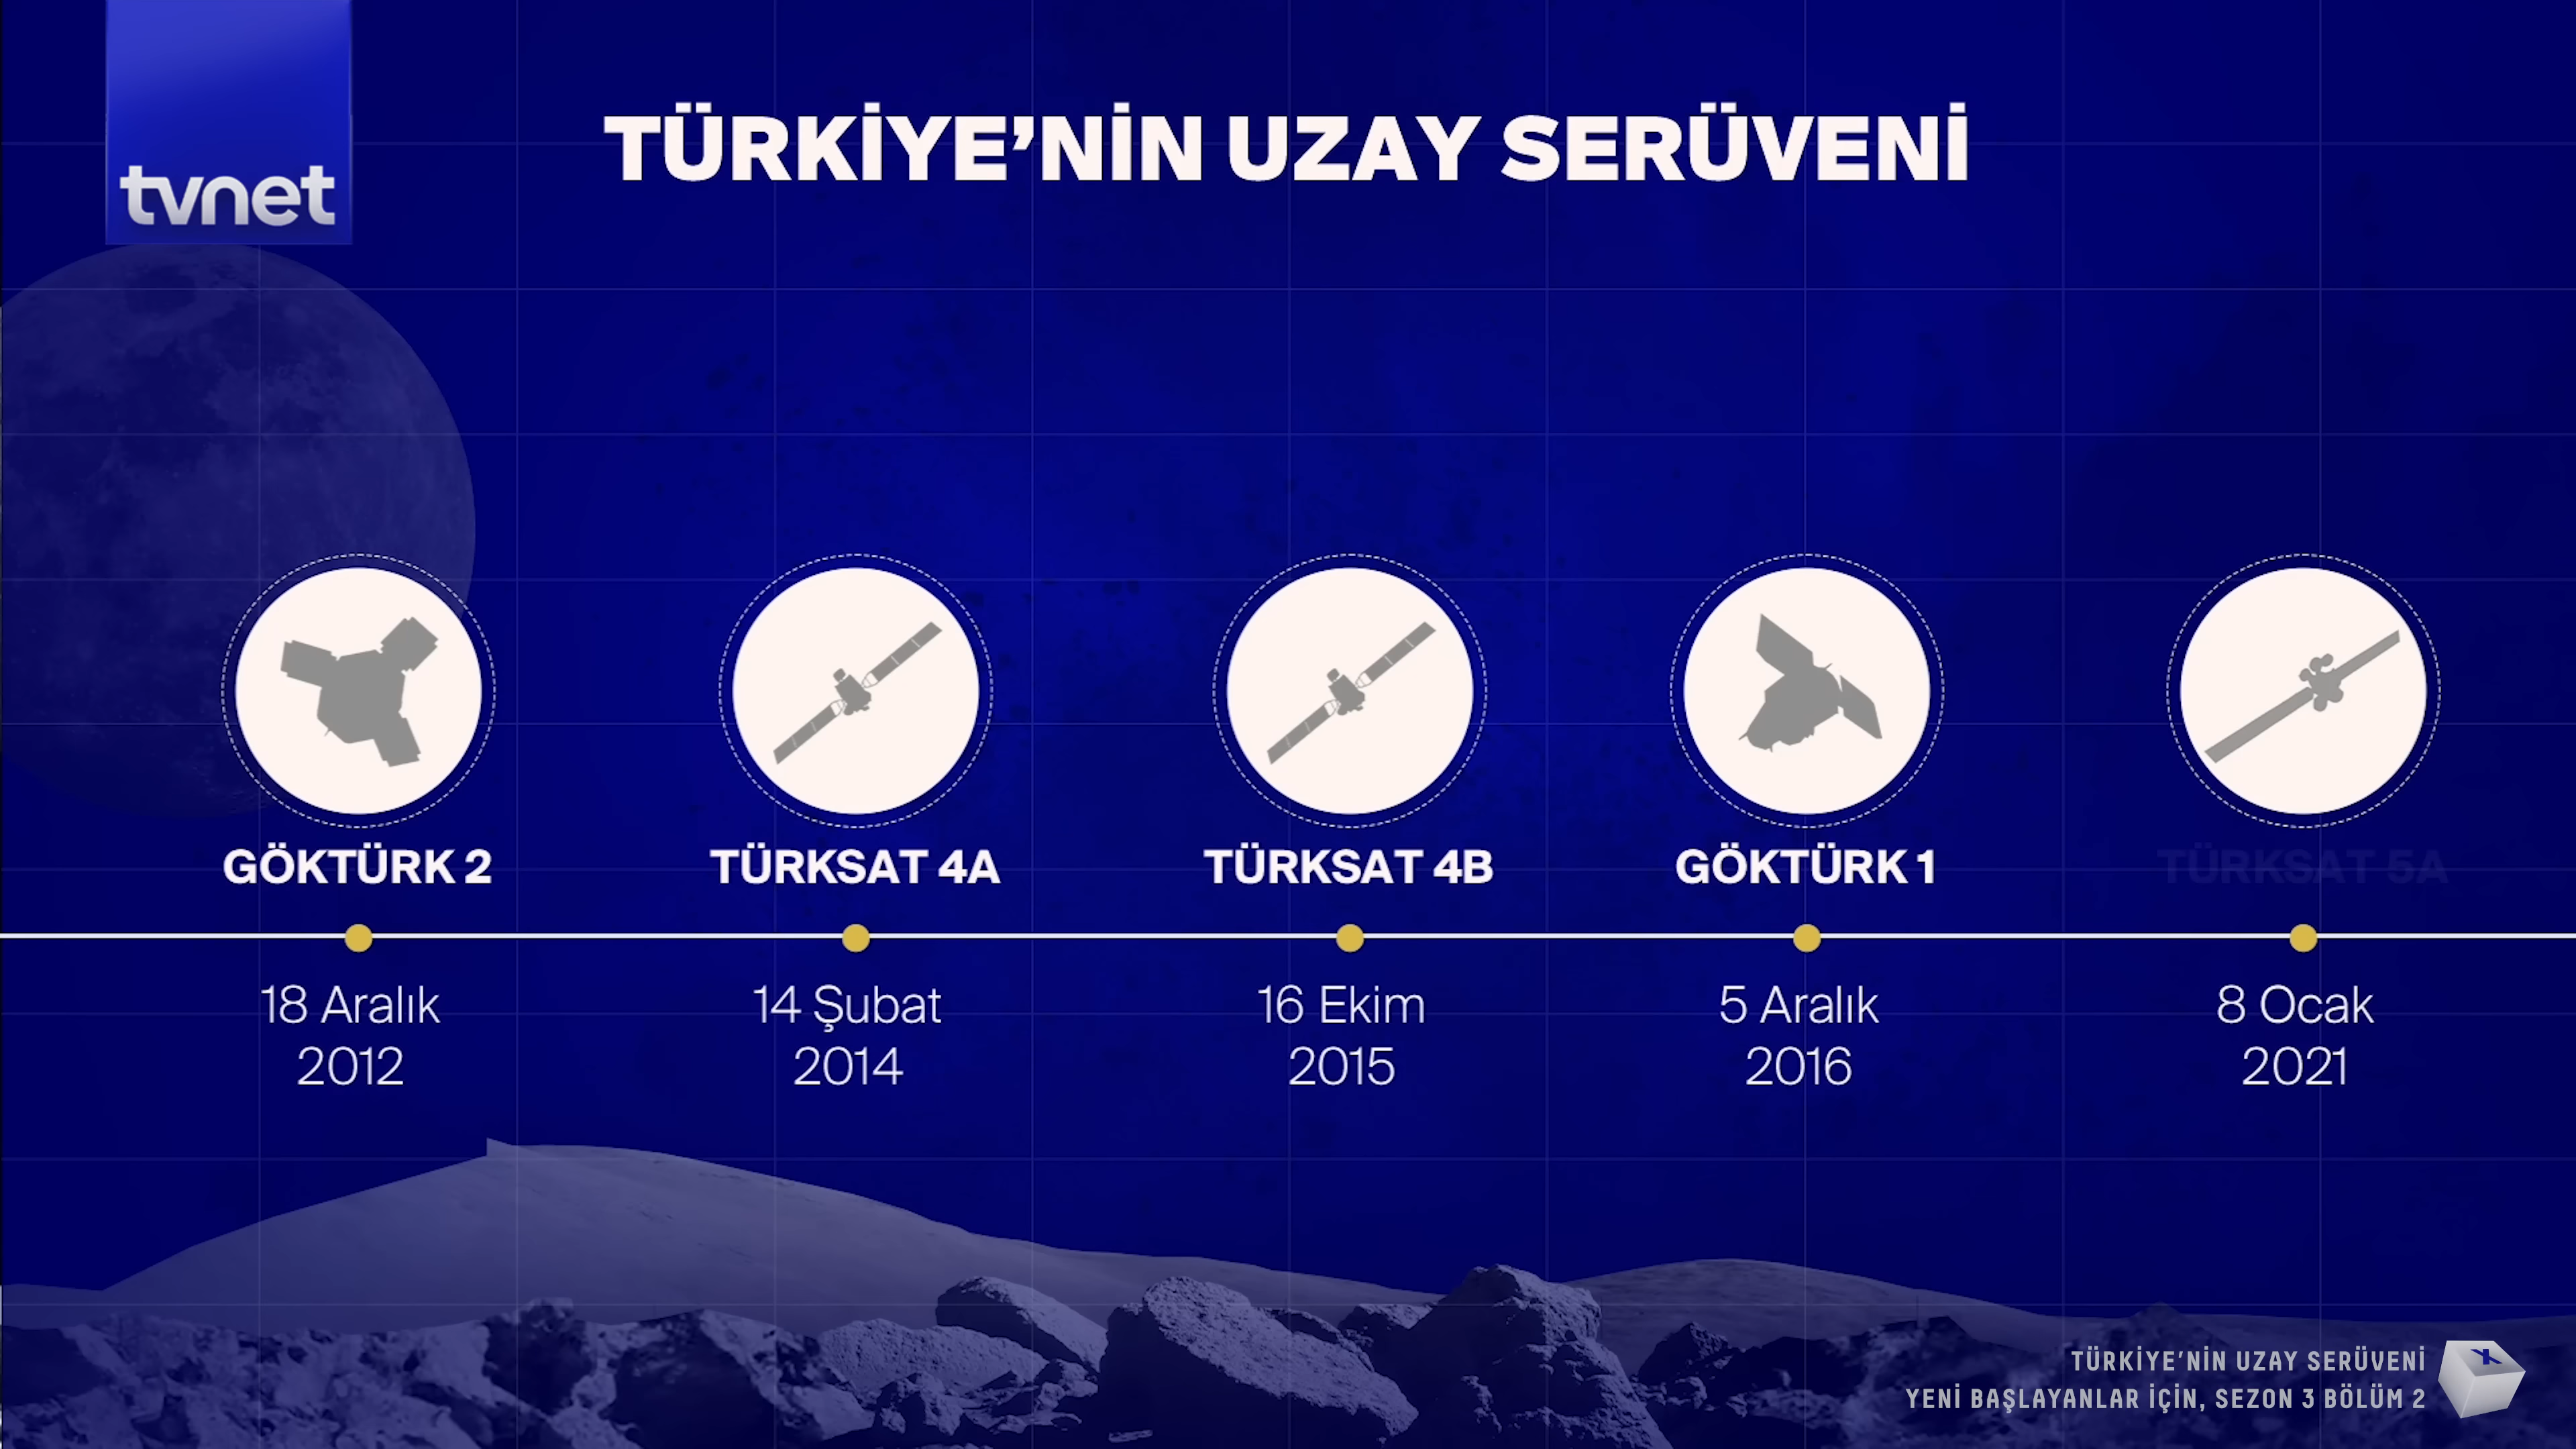 tvnet
TÜRKİYE’NİN UZAY SERÜVENİ
GÖKTÜRK 2
TÜRKSAT 4A
TÜRKSAT 4B
GÖKTÜRK 1
TÜRKSAT 5A
18 Aralık
2012
14 Şubat
2014
16 Ekim
2015
5 Aralık
2016
8 Ocak
2021
TÜRKİYE’NİN UZAY SERÜVENİ
YENİ BAŞLAYANLAR İÇİN, SEZON 3 BÖLÜM 2